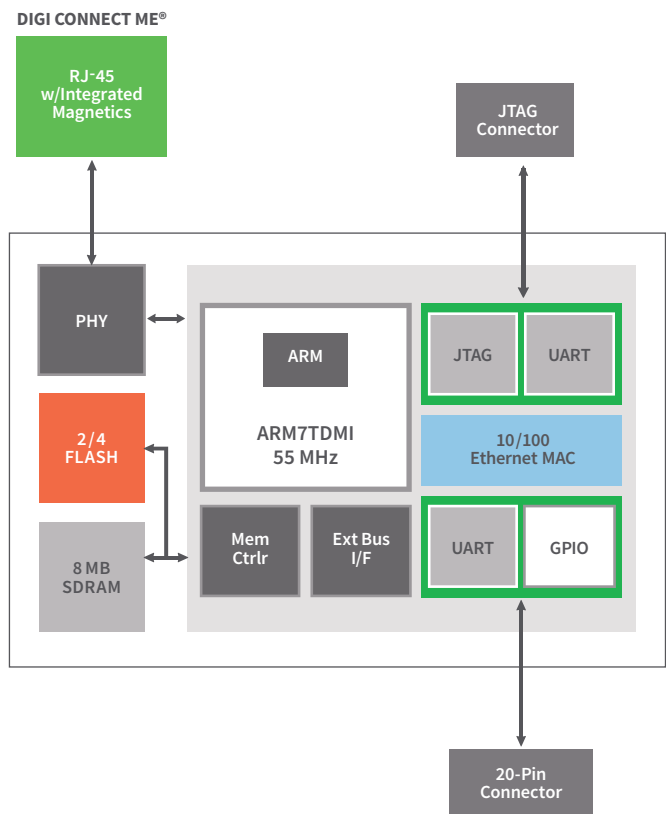 DIGI CONNECT ME®
RJ-45
w/Integrated
Magnetics
JTAG
Connector
PHY
ARM
ARM7TDMI
55 MHz
JTAG
UART
2/4
FLASH
10/100
Ethernet MAC
8 MB
SDRAM
Mem
Ctrlr
Ext Bus
I/F
UART
GPIO
20-Pin
Connector